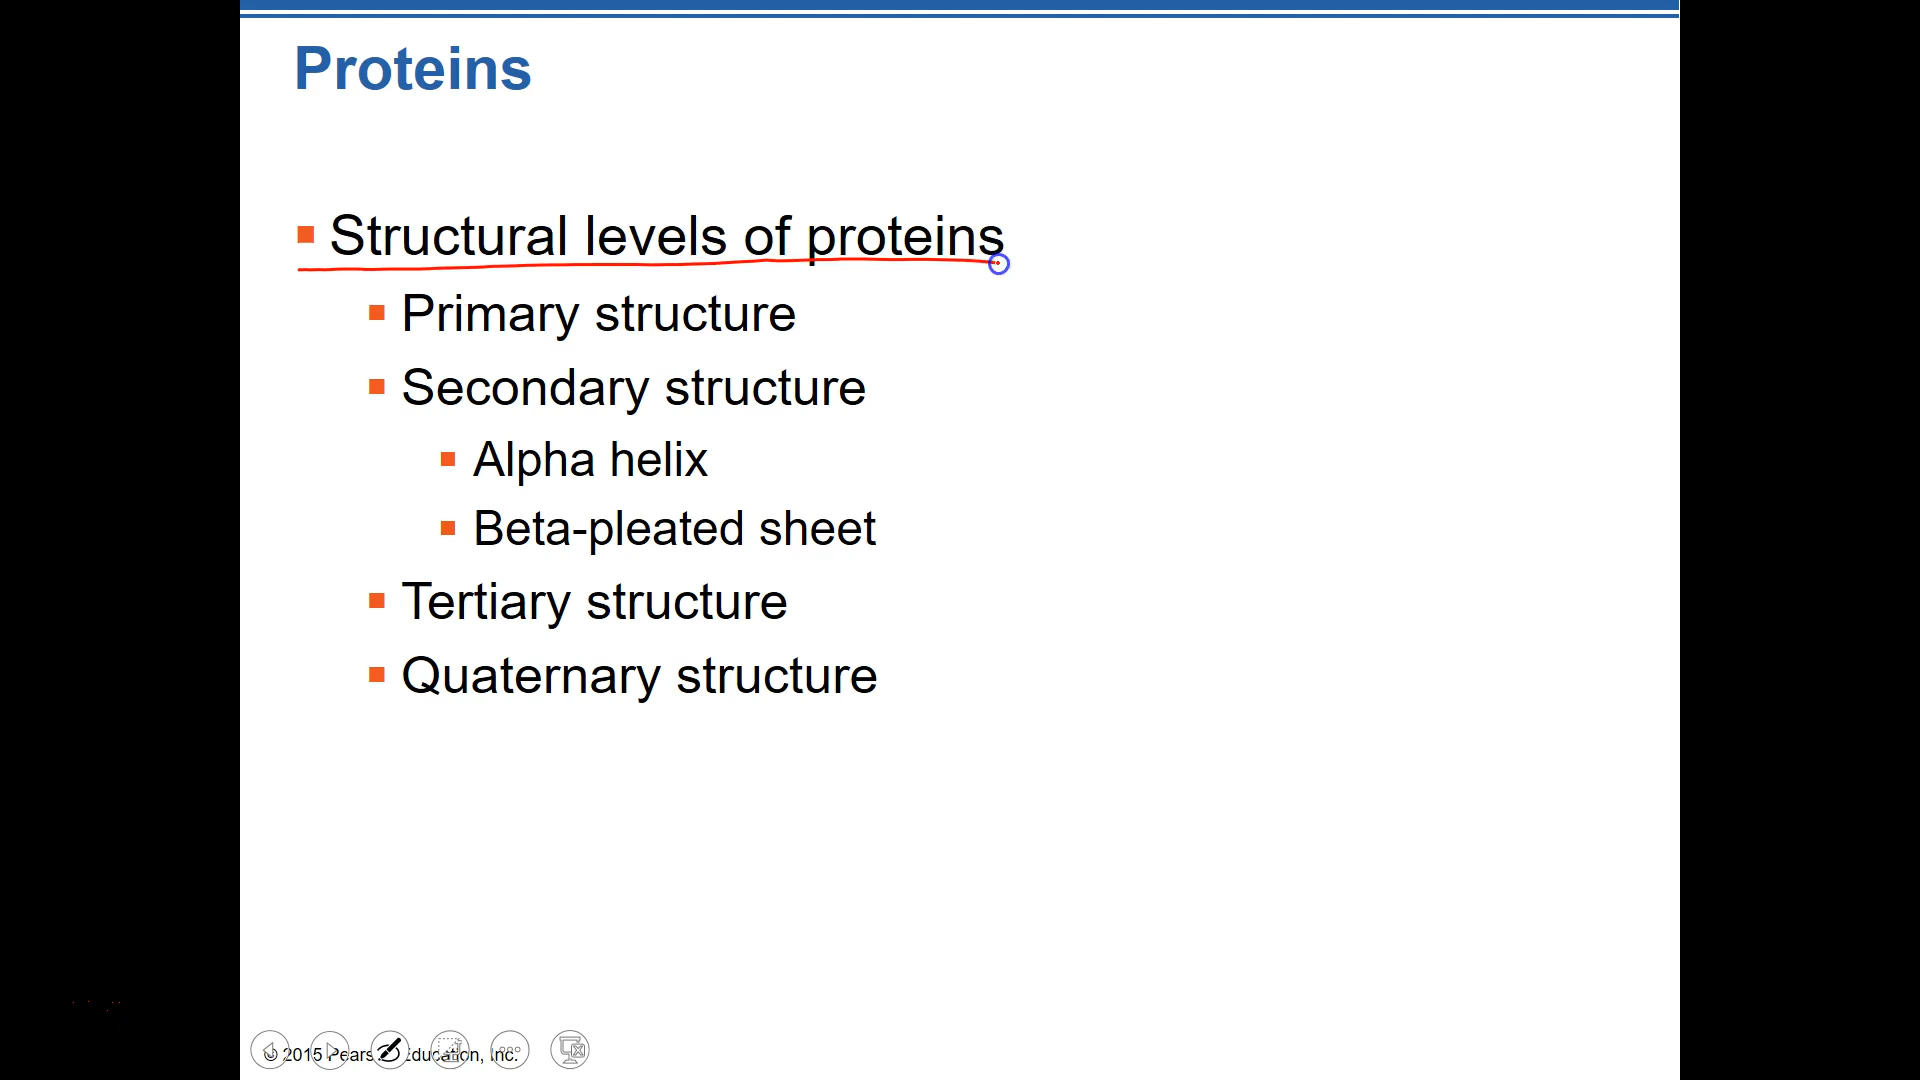 Proteins
Structural levels of proteins
Primary structure
Secondary structure
Alpha helix
Beta-pleated sheet
Tertiary structure
Quaternary structure
© 2015 Pearson Education, Inc.